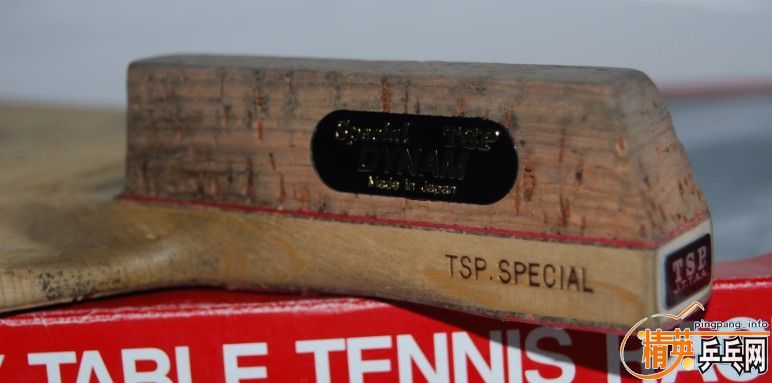 Special TSP
DYNAM
Made in Japan
TSP.SPECIAL
TSP
TABLE TENNIS
pingpang_info
精英乒乓网